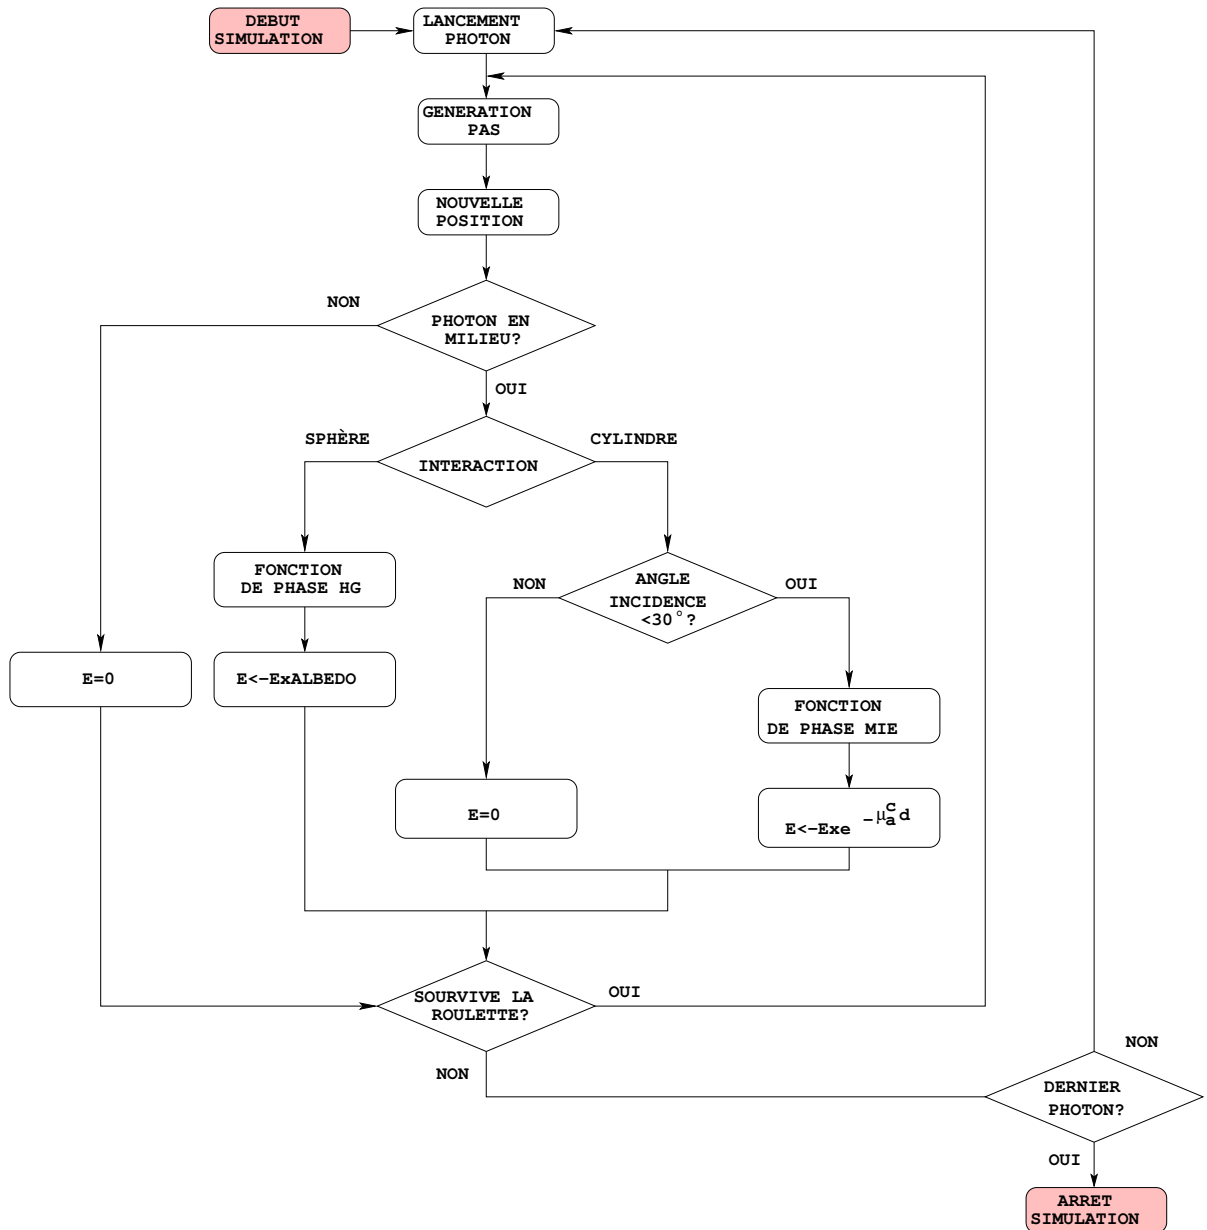 DEBUT
SIMULATION
LANCEMENT
PHOTON
GENERATION
PAS
NOUVELLE
POSITION
NON
PHOTON EN
MILIEU?
OUI
SPHÈRE
CYLINDRE
INTERACTION
FONCTION
DE PHASE HG
NON
ANGLE
INCIDENCE
<30°?
OUI
E=0
E<-ExALBEDO
FONCTION
DE PHASE MIE
E=0
E<-Exe -μ_a^c d
SOURVIVE LA
ROULETTE?
OUI
NON
NON
DERNIER
PHOTON?
OUI
ARRET
SIMULATION